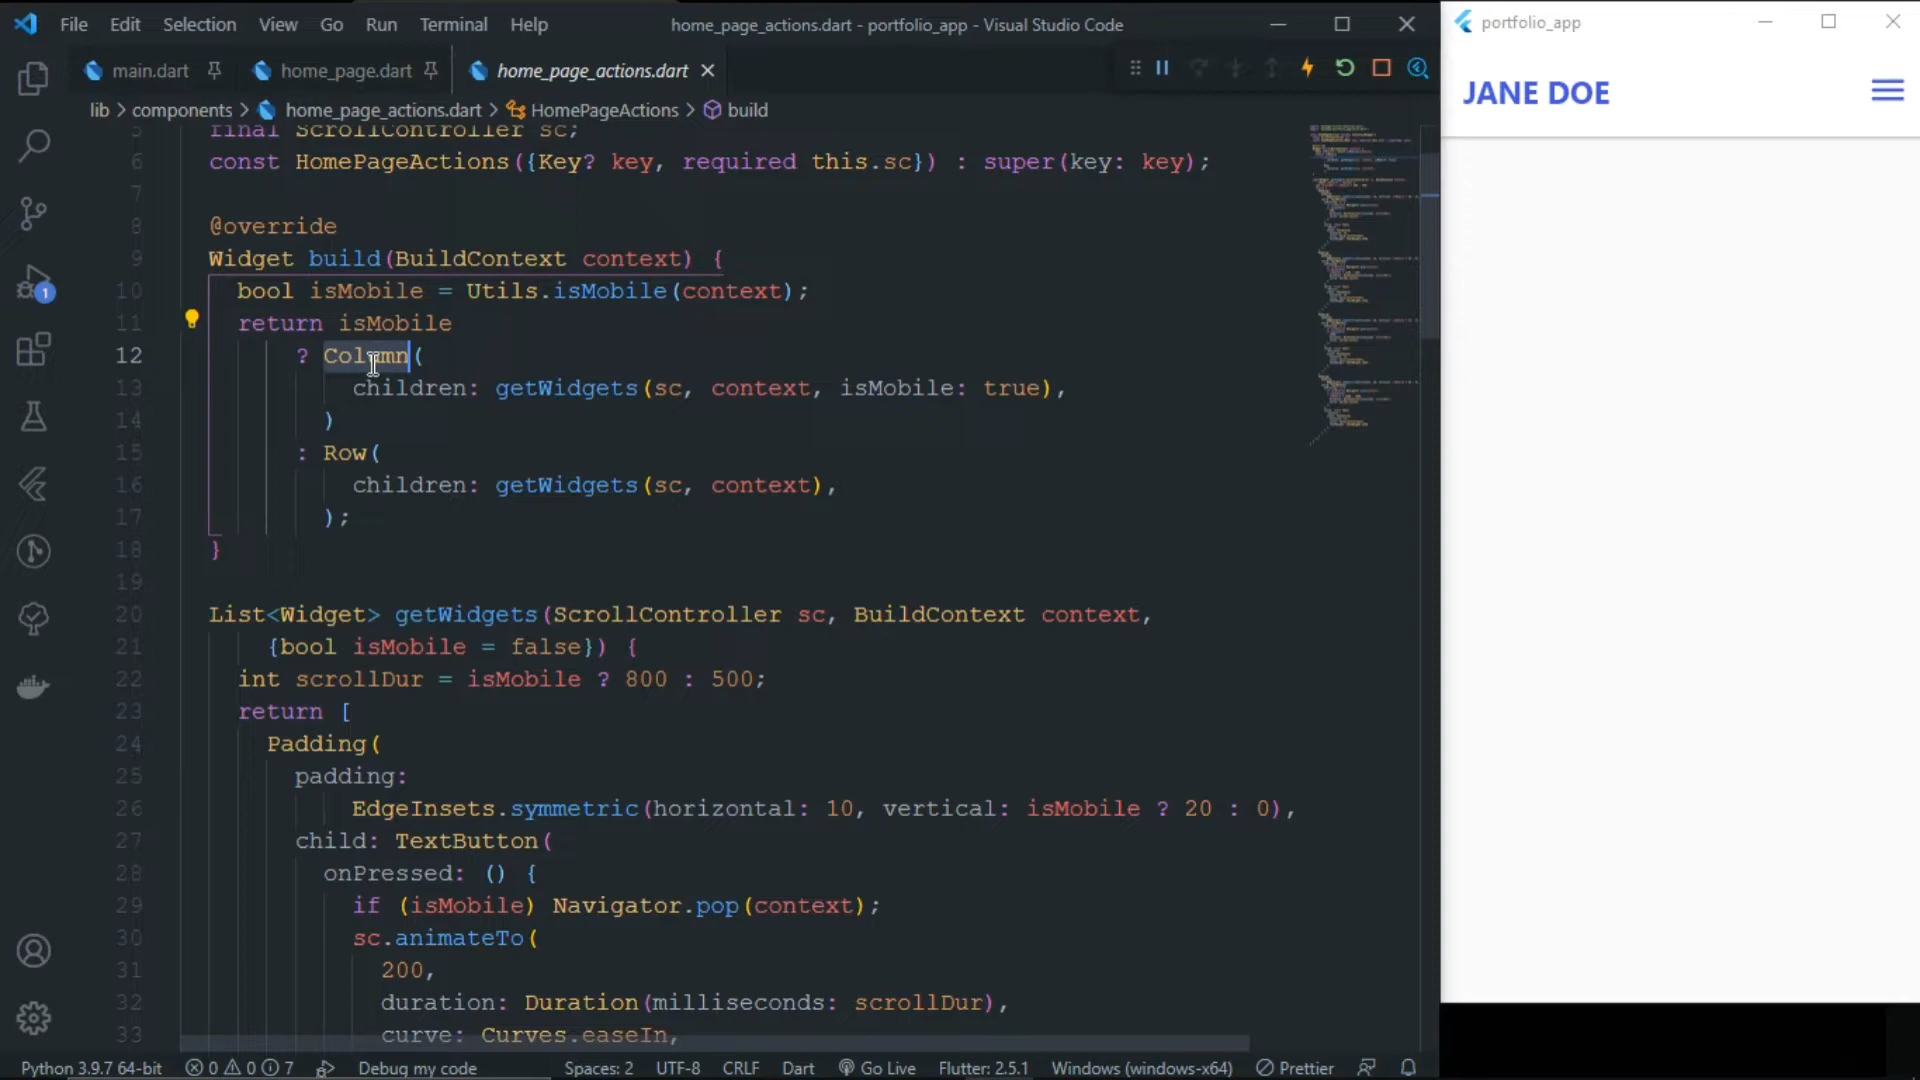 File Edit Selection View Go Run Terminal Help home_page_actions.dart - portfolio_app - Visual Studio Code
main.dart home_page.dart home_page_actions.dart
lib > components > home_page_actions.dart > HomePageActions > build
final ScrollController sc;
6 const HomePageActions({Key? key, required this.sc}) : super(key: key);
7
8 @override
9 Widget build(BuildContext context) {
10 bool isMobile = Utils.isMobile(context);
11 return isMobile
12 ? Column(
13 children: getWidgets(sc, context, isMobile: true),
14 )
15 : Row(
16 children: getWidgets(sc, context),
17 );
18 }
19
20 List<Widget> getWidgets(ScrollController sc, BuildContext context,
21 {bool isMobile = false}) {
22 int scrollDur = isMobile ? 800 : 500;
23 return [
24 Padding(
25 padding:
26 EdgeInsets.symmetric(horizontal: 10, vertical: isMobile ? 20 : 0),
27 child: TextButton(
28 onPressed: () {
29 if (isMobile) Navigator.pop(context);
30 sc.animateTo(
31 200,
32 duration: Duration(milliseconds: scrollDur),
33 curve: Curves.easeIn,
1
Python 3.9.7 64-bit 0 0 7 Debug my code Spaces: 2 UTF-8 CRLF Dart Go Live Flutter: 2.5.1 Windows (windows-x64) Prettier
portfolio_app
JANE DOE